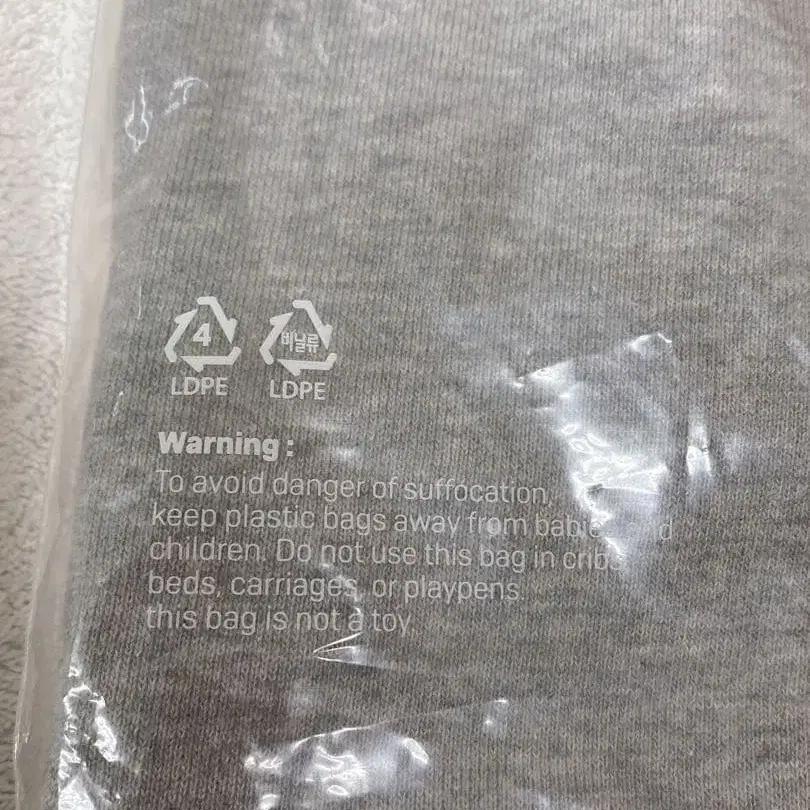 4 비닐류
LDPE LDPE
Warning :
To avoid danger of suffocation,
keep plastic bags away from babies and
children. Do not use this bag in cribs,
beds, carriages, or playpens.
this bag is not a toy.